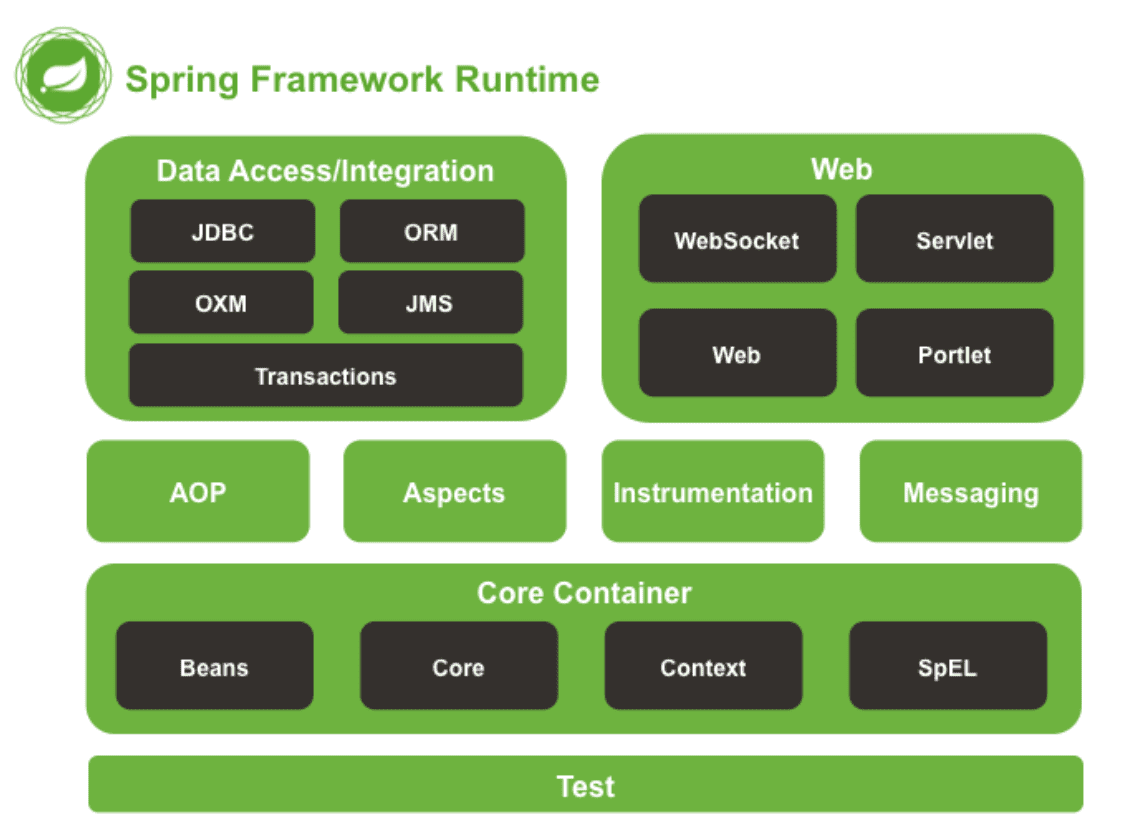 Spring Framework Runtime
Data Access/Integration
JDBC
ORM
OXM
JMS
Transactions
Web
WebSocket
Servlet
Web
Portlet
AOP
Aspects
Instrumentation
Messaging
Core Container
Beans
Core
Context
SpEL
Test